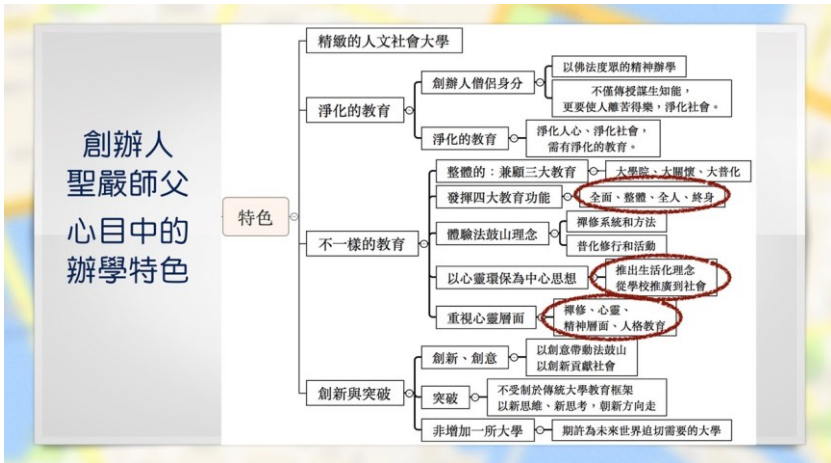 創辦人
聖嚴師父
心目中的
辦學特色
特色
精緻的人文社會大學
淨化的教育
創辦人僧侶身分
以佛法度眾的精神辦學
不僅傳授謀生知能，
更要使人離苦得樂，淨化社會。
淨化的教育
淨化人心、淨化社會，
需有淨化的教育。
不一樣的教育
整體的：兼顧三大教育
大學院、大關懷、大普化
發揮四大教育功能
全面、整體、全人、終身
體驗法鼓山理念
禪修系統和方法
普化修行和活動
以心靈環保為中心思想
推出生活化理念
從學校推廣到社會
重視心靈層面
禪修、心靈、
精神層面、人格教育
創新與突破
創新、創意
以創意帶動法鼓山
以創新貢獻社會
突破
不受制於傳統大學教育框架
以新思維、新思考，朝新方向走
非增加一所大學
期許為未來世界迫切需要的大學